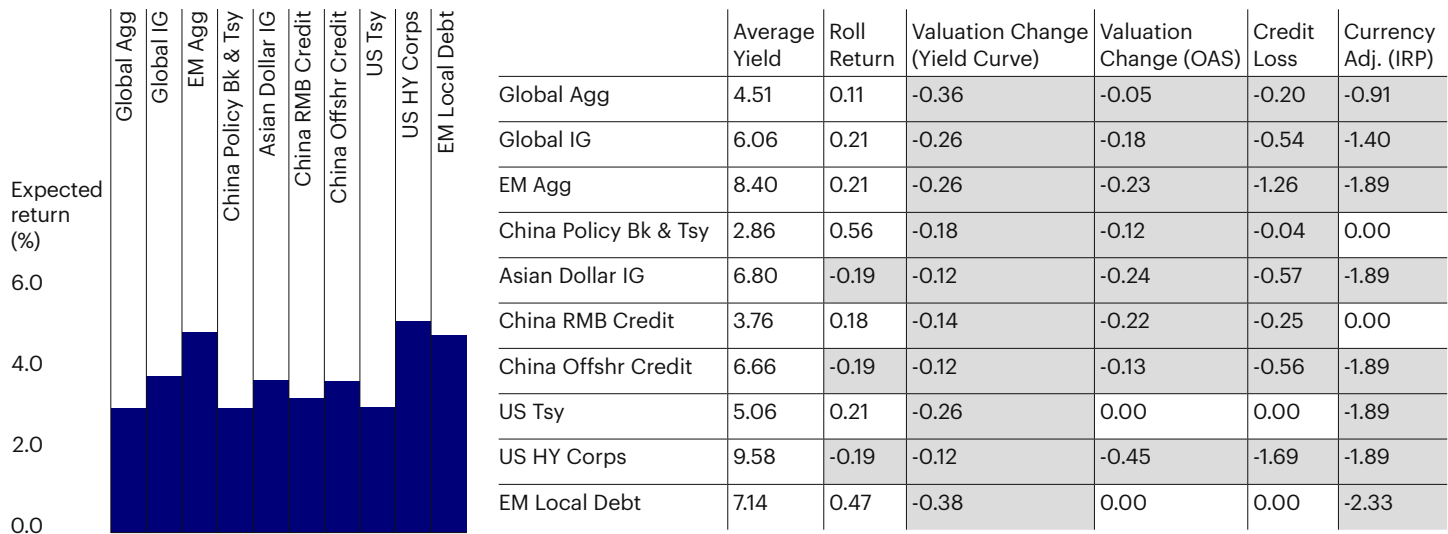 Global Agg
Global IG
EM Agg
China Policy Bk & Tsy
Asian Dollar IG
China RMB Credit
China Offshr Credit
US Tsy
US HY Corps
EM Local Debt
Expected
return
(%)
6.0
4.0
2.0
0.0
Average Yield Roll Return Valuation Change (Yield Curve) Valuation Change (OAS) Credit Loss Currency Adj. (IRP)
Global Agg 4.51 0.11 -0.36 -0.05 -0.20 -0.91
Global IG 6.06 0.21 -0.26 -0.18 -0.54 -1.40
EM Agg 8.40 0.21 -0.26 -0.23 -1.26 -1.89
China Policy Bk & Tsy 2.86 0.56 -0.18 -0.12 -0.04 0.00
Asian Dollar IG 6.80 -0.19 -0.12 -0.24 -0.57 -1.89
China RMB Credit 3.76 0.18 -0.14 -0.22 -0.25 0.00
China Offshr Credit 6.66 -0.19 -0.12 -0.13 -0.56 -1.89
US Tsy 5.06 0.21 -0.26 0.00 0.00 -1.89
US HY Corps 9.58 -0.19 -0.12 -0.45 -1.69 -1.89
EM Local Debt 7.14 0.47 -0.38 0.00 0.00 -2.33